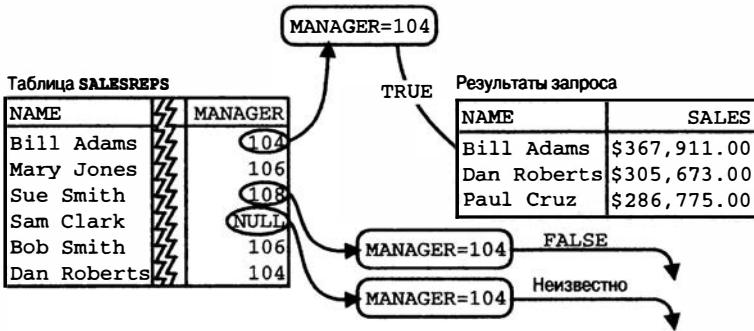 MANAGER=104
Таблица SALESREPS
NAME MANAGER
Bill Adams 104
Mary Jones 106
Sue Smith 108
Sam Clark NULL
Bob Smith 106
Dan Roberts 104
TRUE
Результаты запроса
NAME SALES
Bill Adams $367,911.00
Dan Roberts $305,673.00
Paul Cruz $286,775.00
MANAGER=104 FALSE
MANAGER=104 Неизвестно